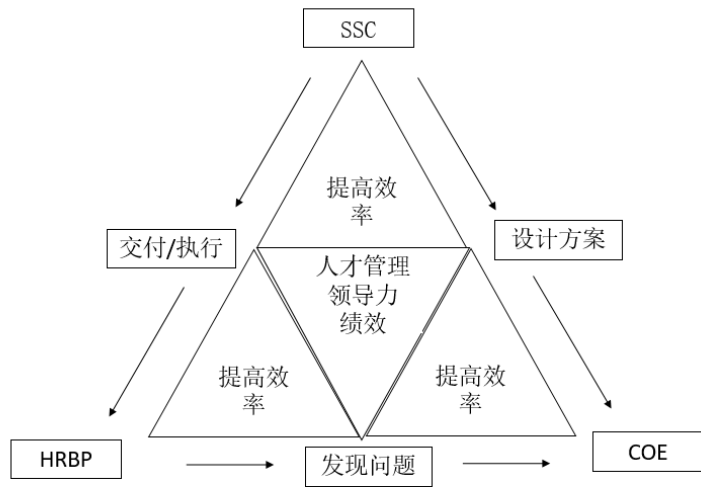 SSC
提高效
率
交付/执行
设计方案
人才管理
领导力
绩效
提高效
率
提高效
率
HRBP
发现问题
COE